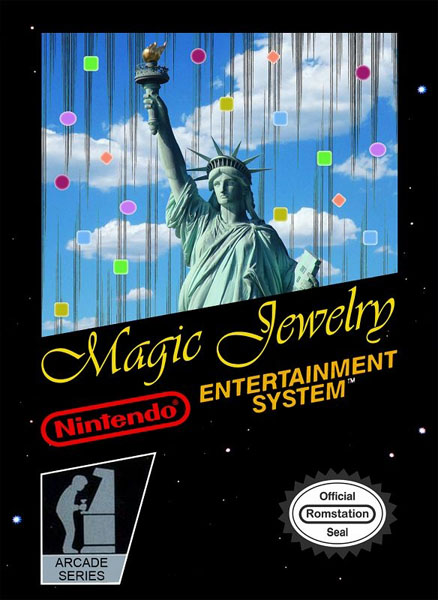 Magic Jewelry
Nintendo
ENTERTAINMENT
SYSTEM™
ARCADE
SERIES
Official
Romstation
Seal